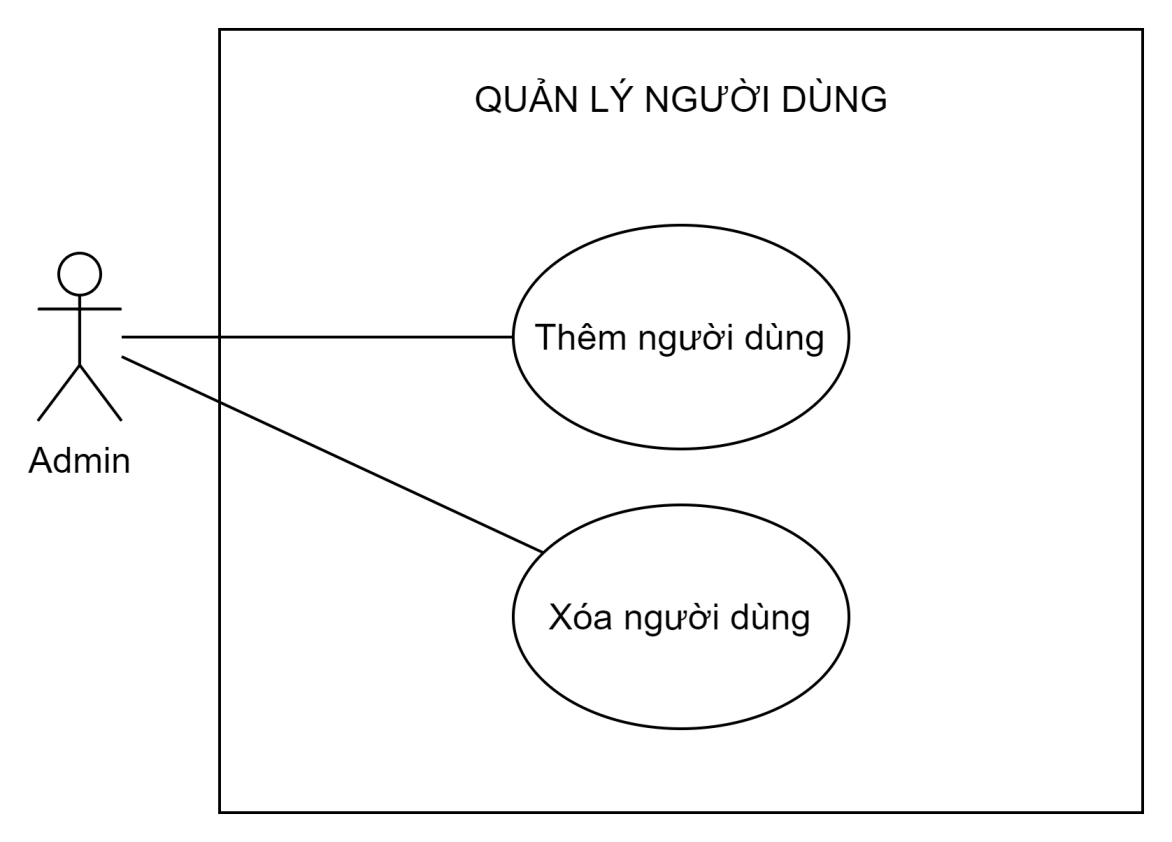 QUẢN LÝ NGƯỜI DÙNG
Thêm người dùng
Admin
Xóa người dùng